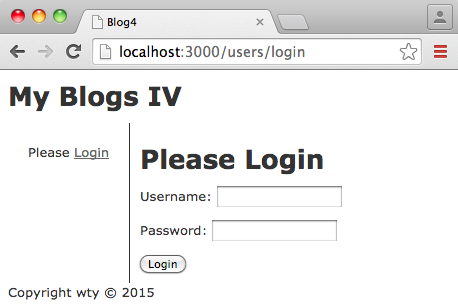 Blog4
localhost:3000/users/login
My Blogs IV
Please Login
Please Login
Username:
Password:
Login
Copyright wty © 2015